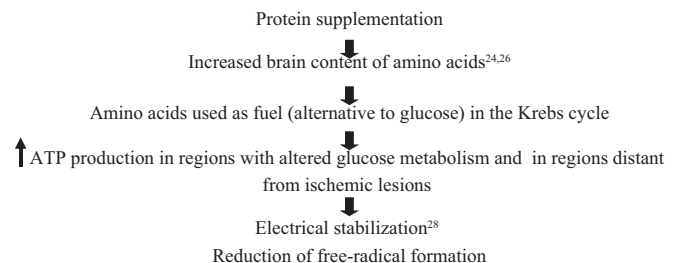 Protein supplementation
Increased brain content of amino acids24,26
Amino acids used as fuel (alternative to glucose) in the Krebs cycle
ATP production in regions with altered glucose metabolism and in regions distant
from ischemic lesions
Electrical stabilization28
Reduction of free-radical formation